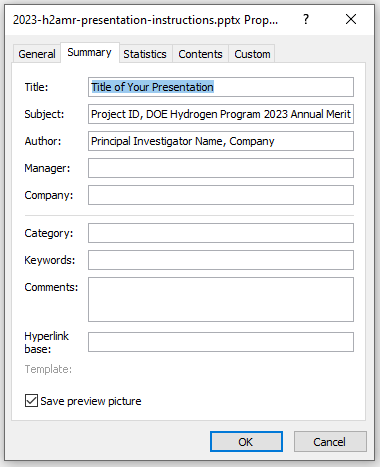 2023-h2amr-presentation-instructions.pptx Prop... ? ×
General Summary Statistics Contents Custom
Title: Title of Your Presentation
Subject: Project ID, DOE Hydrogen Program 2023 Annual Merit
Author: Principal Investigator Name, Company
Manager:
Company:
Category:
Keywords:
Comments:
Hyperlink
base:
Template:
Save preview picture
OK Cancel